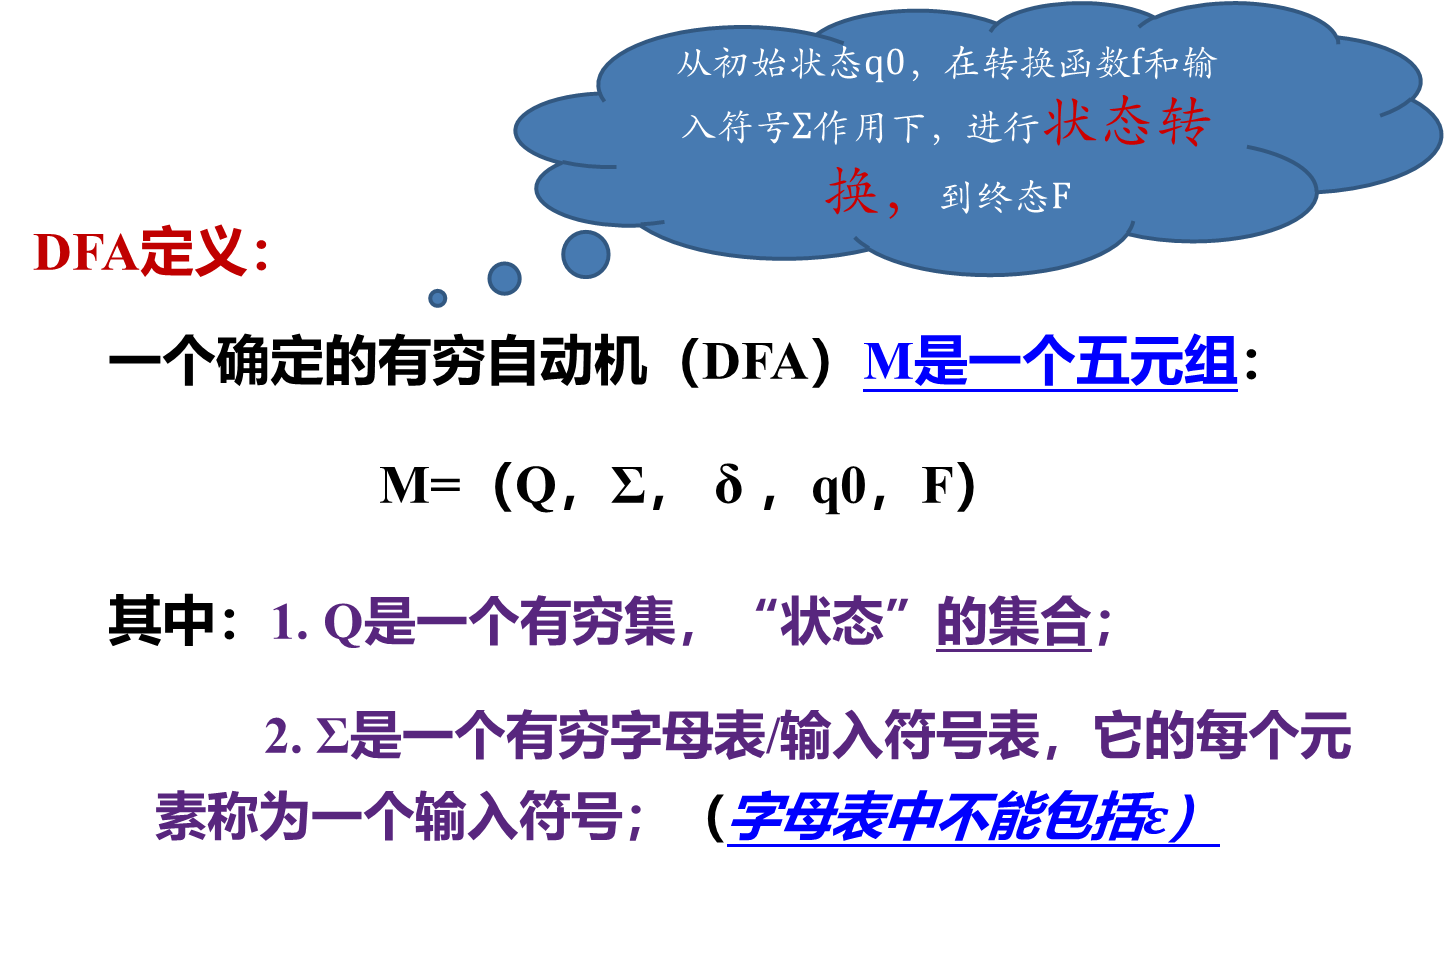 从初始状态q0，在转换函数f和输
入符号Σ作用下，进行状态转
换，到终态F
DFA定义：
一个确定的有穷自动机（DFA）M是一个五元组：
M=（Q，Σ， δ ，q0，F）
其中：1. Q是一个有穷集，“状态”的集合；
2. Σ是一个有穷字母表/输入符号表，它的每个元
素称为一个输入符号；（字母表中不能包括ε）